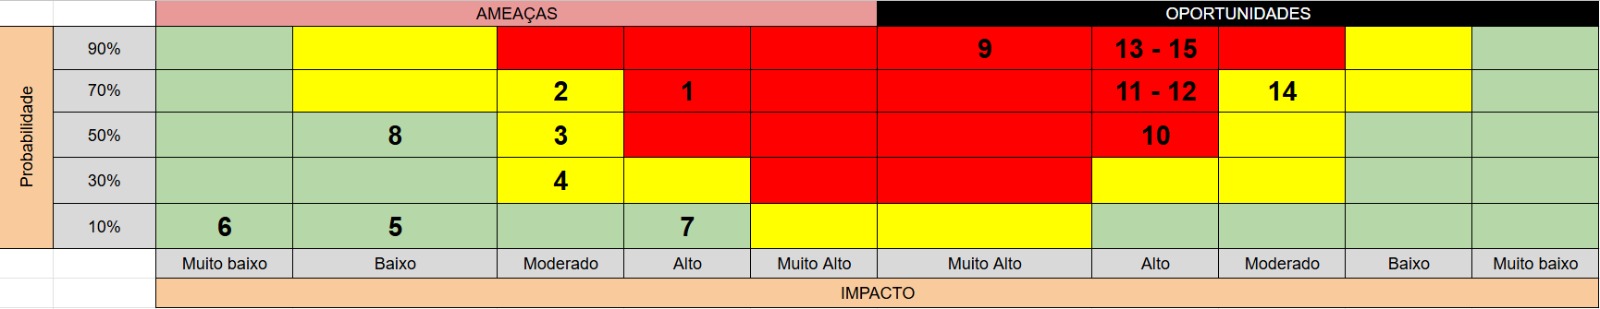 AMEAÇAS OPORTUNIDADES
Probabilidade
90% 9 13 - 15
70% 2 1 11 - 12 14
50% 8 3 10
30% 4
10% 6 5 7
Muito baixo Baixo Moderado Alto Muito Alto Muito Alto Alto Moderado Baixo Muito baixo
IMPACTO